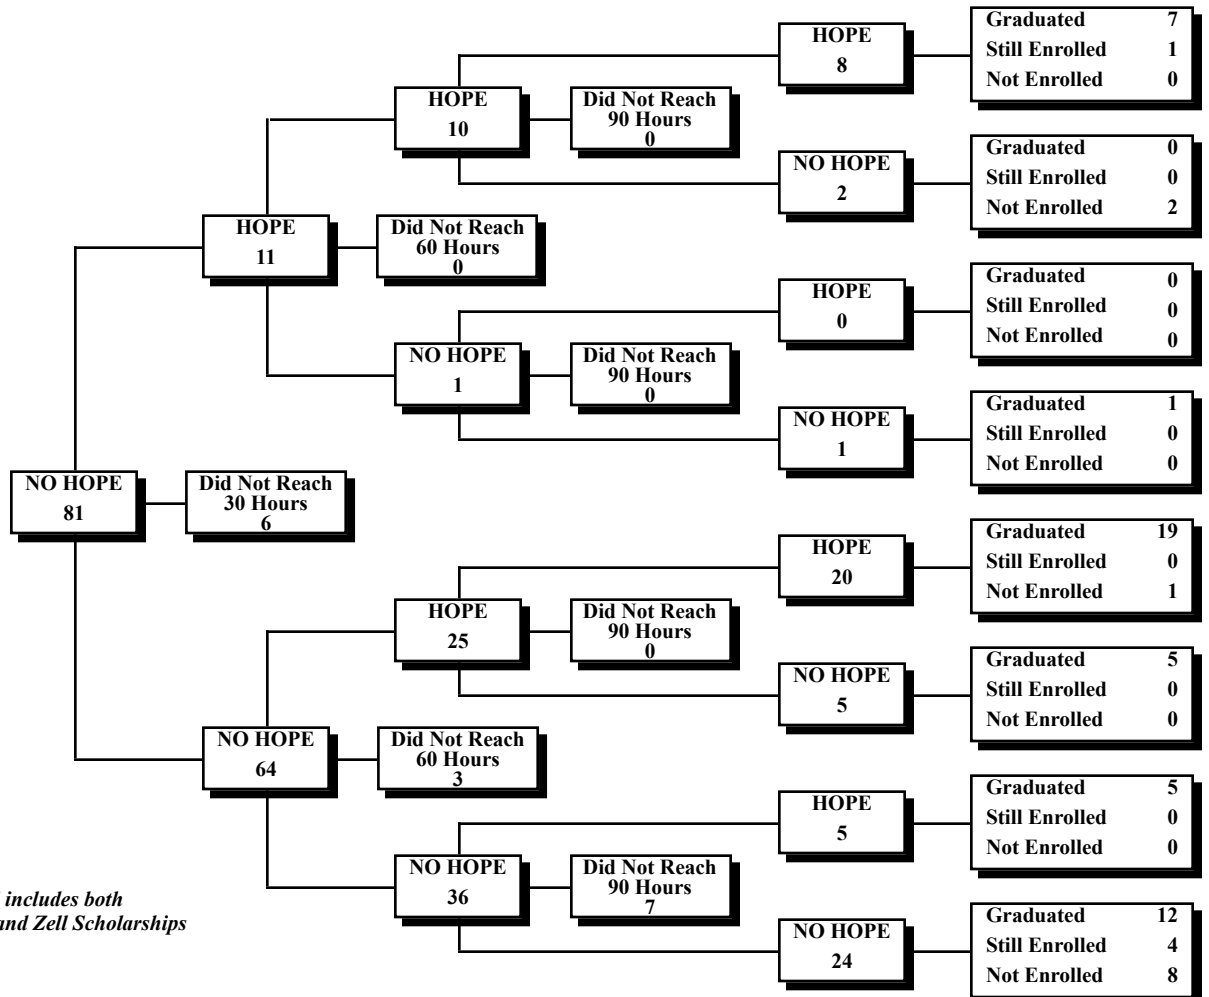 Graduated 7
Still Enrolled 1
Not Enrolled 0
HOPE
8
HOPE
10
Did Not Reach
90 Hours
0
Graduated 0
Still Enrolled 0
Not Enrolled 2
NO HOPE
2
HOPE
11
Did Not Reach
60 Hours
0
Graduated 0
Still Enrolled 0
Not Enrolled 0
HOPE
0
NO HOPE
1
Did Not Reach
90 Hours
0
Graduated 1
Still Enrolled 0
Not Enrolled 0
NO HOPE
1
NO HOPE
81
Did Not Reach
30 Hours
6
Graduated 19
Still Enrolled 0
Not Enrolled 1
HOPE
20
HOPE
25
Did Not Reach
90 Hours
0
Graduated 5
Still Enrolled 0
Not Enrolled 0
NO HOPE
5
NO HOPE
64
Did Not Reach
60 Hours
3
Graduated 5
Still Enrolled 0
Not Enrolled 0
HOPE
5
NO HOPE
36
Did Not Reach
90 Hours
7
includes both
and Zell Scholarships
Graduated 12
Still Enrolled 4
Not Enrolled 8
NO HOPE
24